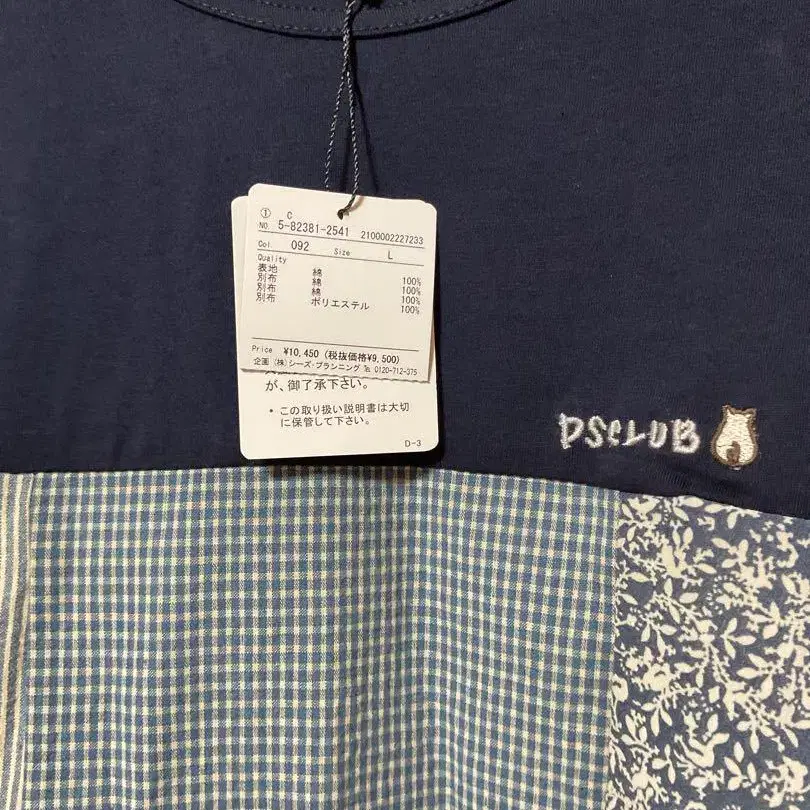 ① C
NO. 5-82381-2541 2100002227233
Col. 092 Size L
Quality
表地 綿 100%
別布 綿 100%
別布 綿 100%
別布 ポリエステル 100%
Price ¥10,450 (税抜価格¥9,500)
企画 (株)シーズ・プランニング ℡ 0120-712-375
が、御了承下さい。
・この取り扱い説明書は大切
に保管して下さい。
D-3
DSCLUB